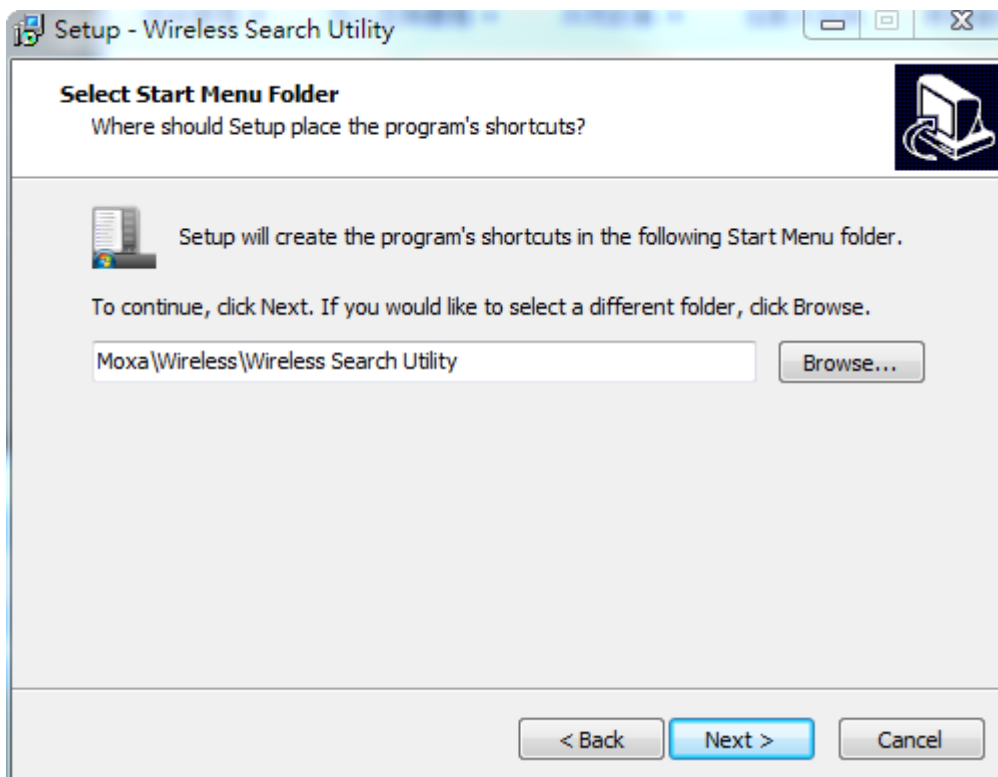 Setup - Wireless Search Utility
Select Start Menu Folder
Where should Setup place the program's shortcuts?
Setup will create the program's shortcuts in the following Start Menu folder.
To continue, click Next. If you would like to select a different folder, click Browse.
Moxa\Wireless\Wireless Search Utility
Browse...
< Back
Next >
Cancel